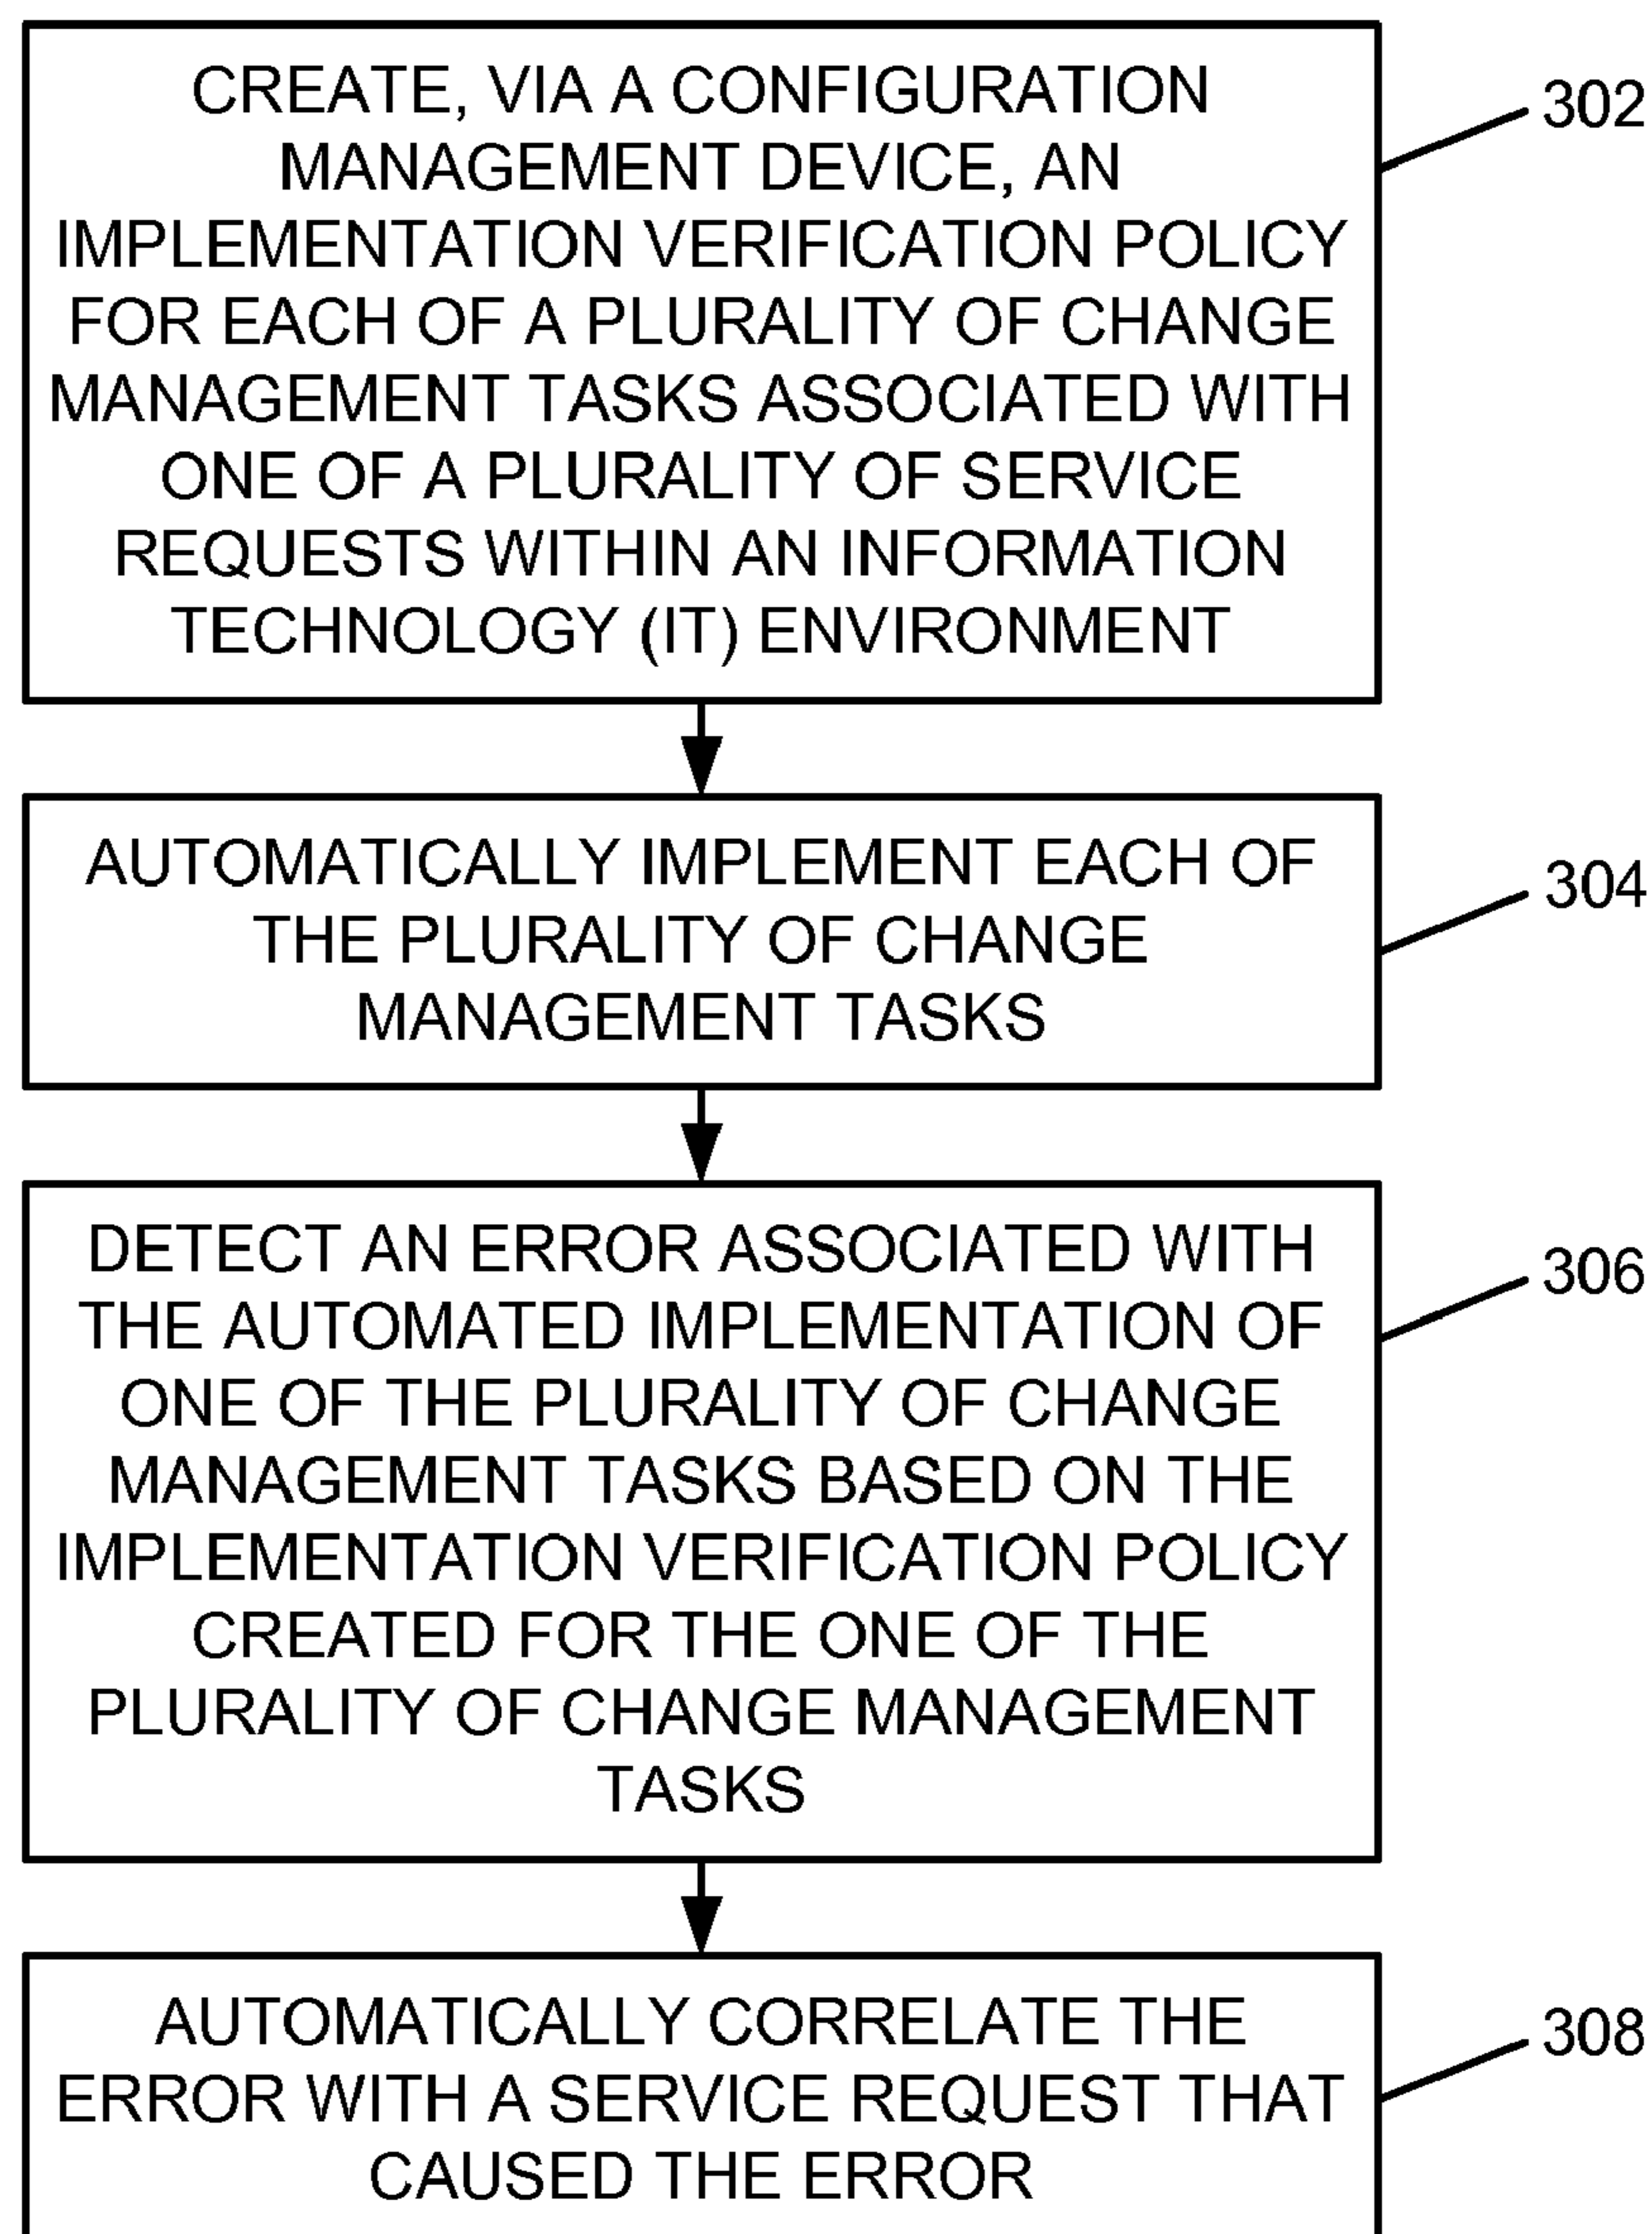 CREATE, VIA A CONFIGURATION
MANAGEMENT DEVICE, AN
IMPLEMENTATION VERIFICATION POLICY
FOR EACH OF A PLURALITY OF CHANGE
MANAGEMENT TASKS ASSOCIATED WITH
ONE OF A PLURALITY OF SERVICE
REQUESTS WITHIN AN INFORMATION
TECHNOLOGY (IT) ENVIRONMENT
302
AUTOMATICALLY IMPLEMENT EACH OF
THE PLURALITY OF CHANGE
MANAGEMENT TASKS
304
DETECT AN ERROR ASSOCIATED WITH
THE AUTOMATED IMPLEMENTATION OF
ONE OF THE PLURALITY OF CHANGE
MANAGEMENT TASKS BASED ON THE
IMPLEMENTATION VERIFICATION POLICY
CREATED FOR THE ONE OF THE
PLURALITY OF CHANGE MANAGEMENT
TASKS
306
AUTOMATICALLY CORRELATE THE
ERROR WITH A SERVICE REQUEST THAT
CAUSED THE ERROR
308